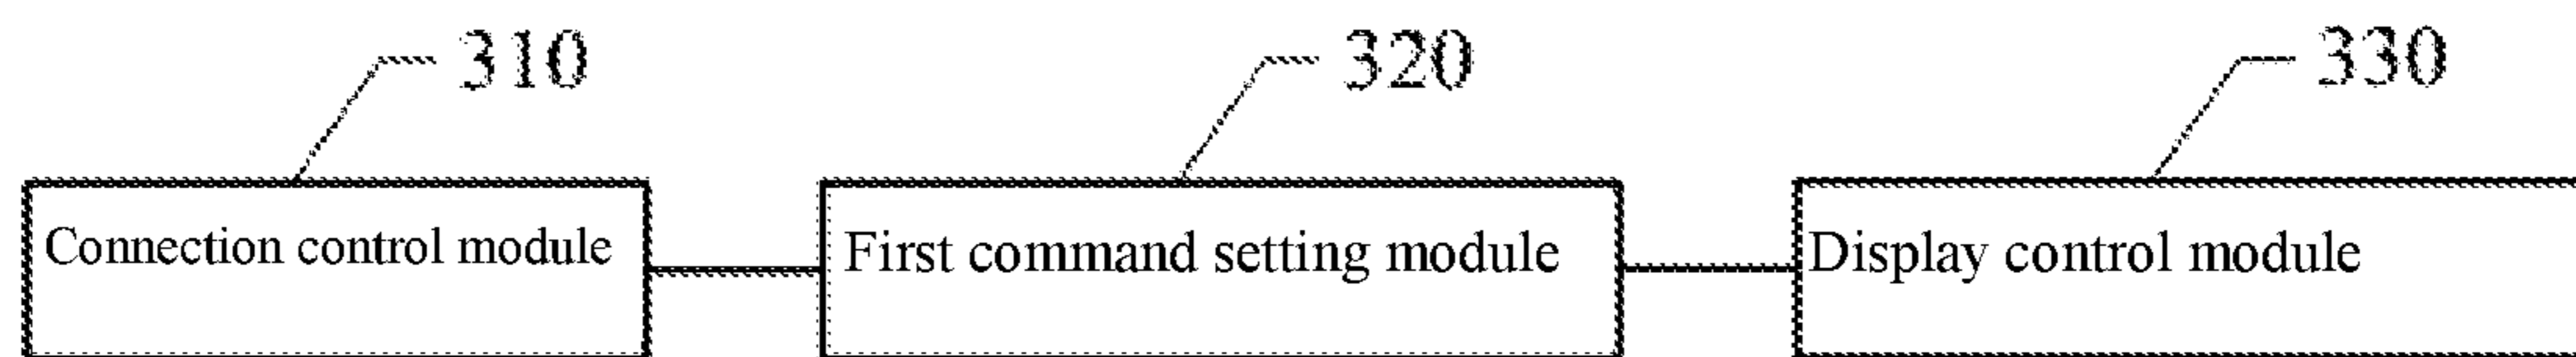 310 320 330
Connection control module First command setting module Display control module